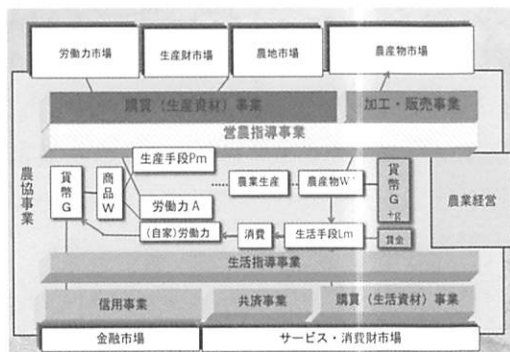 労働力市場
生産財市場
農地市場
農産物市場
購買（生産資材）事業
加工・販売事業
営農指導事業
農協事業
貨幣G
商品W
生産手段Pm
労働力A
農業生産
農産物W'
貨幣G+g
農業経営
（自家）労働力
消費
生活手段Lm
賃金
生活指導事業
信用事業
共済事業
購買（生活資材）事業
金融市場
サービス・消費財市場